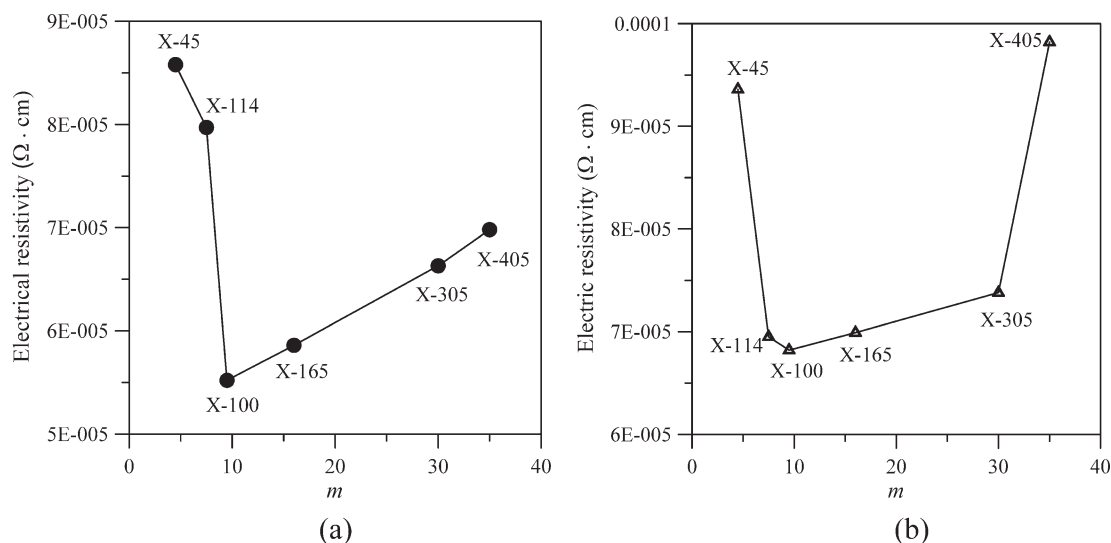 9E-005
8E-005
7E-005
6E-005
5E-005
Electrical resistivity (Ω · cm)
X-45
X-114
X-100
X-165
X-305
X-405
0 10 20 30 40
m
(a)
0.0001
9E-005
8E-005
7E-005
6E-005
Electric resistivity (Ω · cm)
X-45
X-114
X-100
X-165
X-305
X-405
0 10 20 30 40
m
(b)